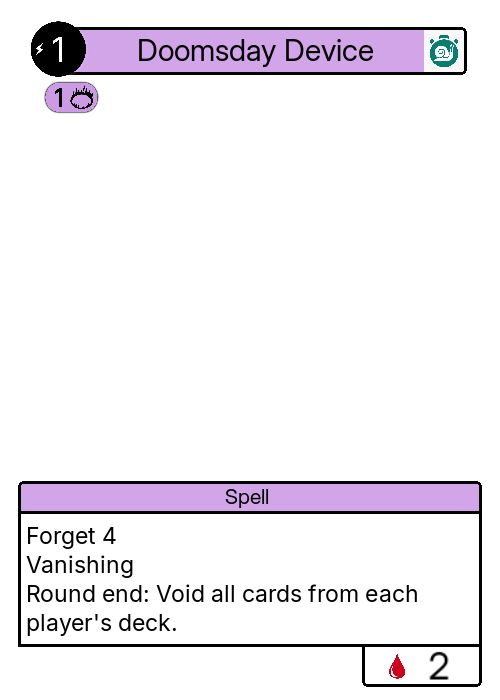 1
Doomsday Device
1
Spell
Forget 4
Vanishing
Round end: Void all cards from each
player's deck.
2